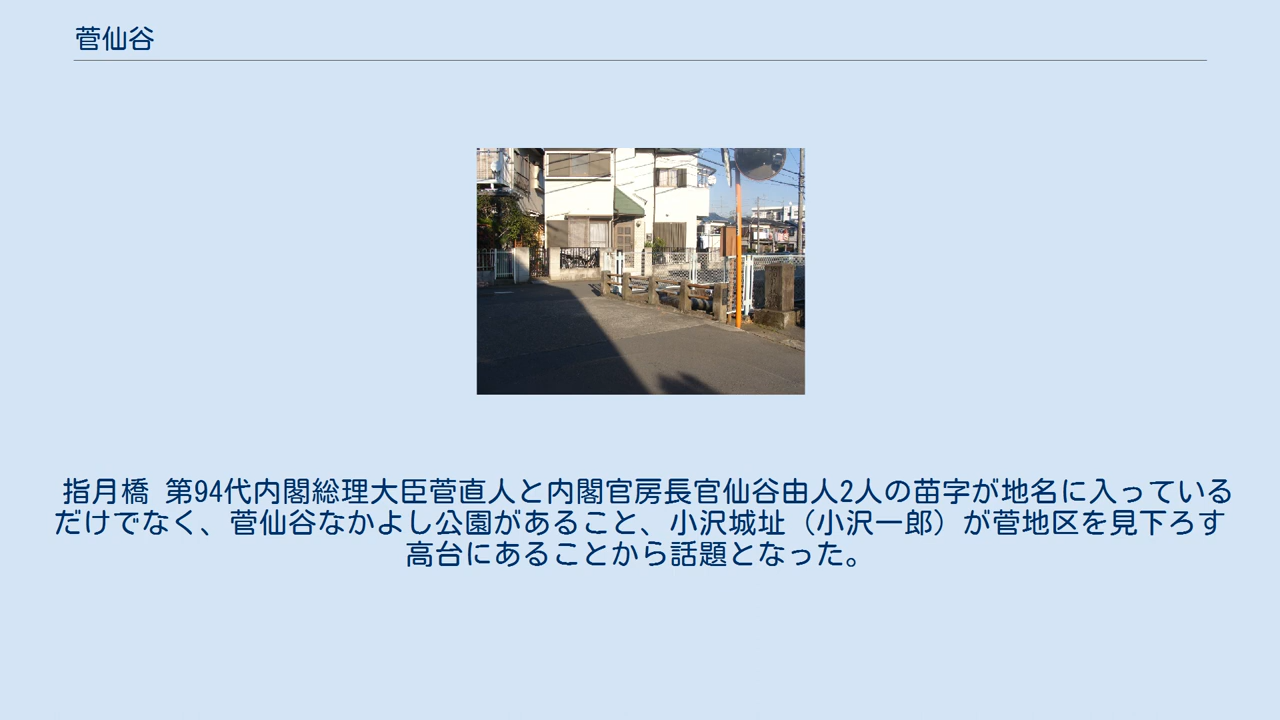 菅仙谷
指月橋 第94代内閣総理大臣菅直人と内閣官房長官仙谷由人2人の苗字が地名に入っている
だけでなく、菅仙谷なかよし公園があること、小沢城址（小沢一郎）が菅地区を見下ろす
高台にあることから話題となった。